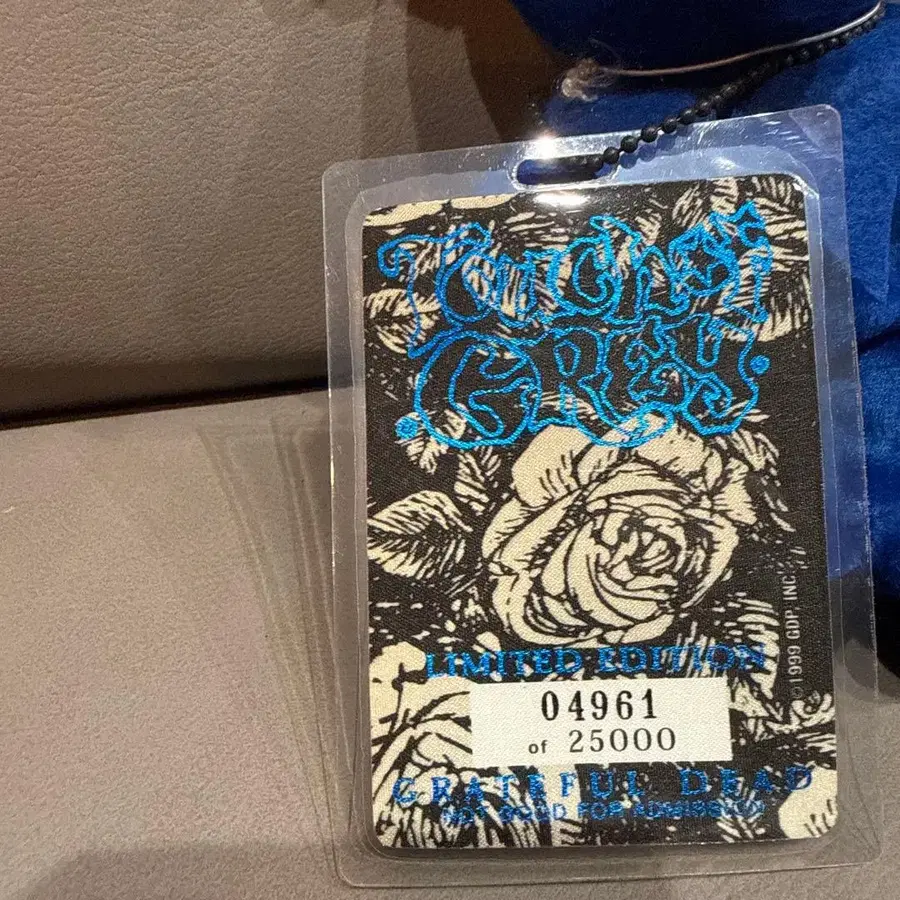 Touch of
Grey
LIMITED EDITION
04961
of 25000
GRATEFUL DEAD
NOT GOOD FOR ADMISSION
©1999 GDP, INC.